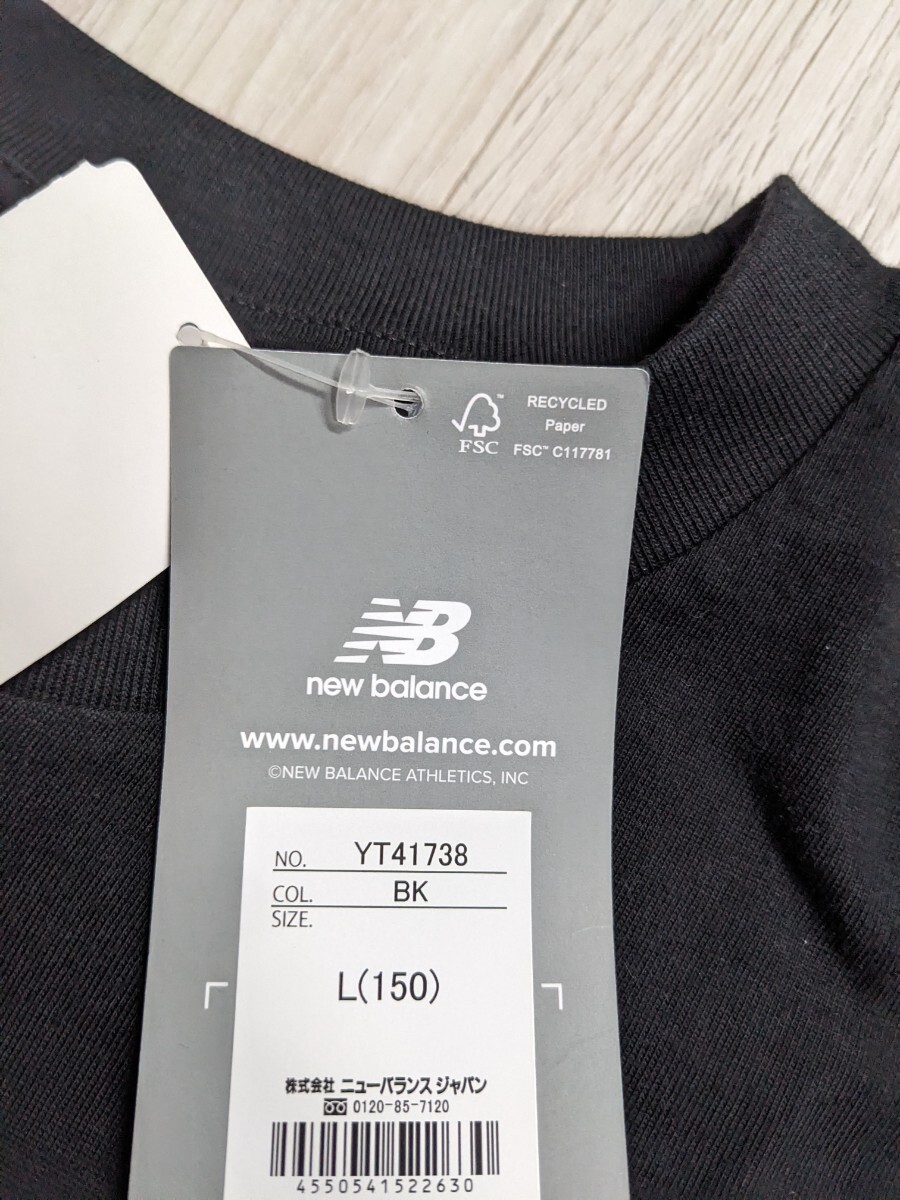 RECYCLED
Paper
FSC™ C117781
FSC
NB
new balance
www.newbalance.com
©NEW BALANCE ATHLETICS, INC
NO. YT41738
COL. BK
SIZE.
L(150)
株式会社 ニューバランス ジャパン
0120-85-7120
4550541522630